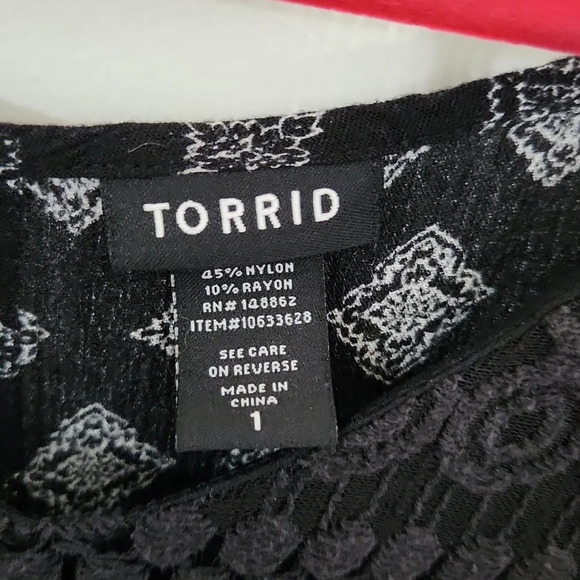 TORRID
45% NYLON
10% RAYON
RN# 148862
ITEM#10633628
SEE CARE
ON REVERSE
MADE IN
CHINA
1